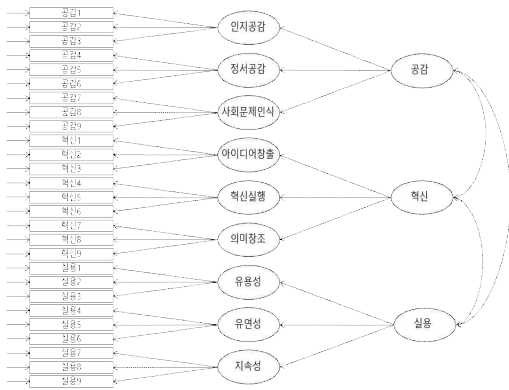 공감1
공감2
공감3
공감4
공감5
공감6
공감7
공감8
공감9
혁신1
혁신2
혁신3
혁신4
혁신5
혁신6
혁신7
혁신8
혁신9
실용1
실용2
실용3
실용4
실용5
실용6
실용7
실용8
실용9
인지공감
정서공감
사회문제인식
아이디어창출
혁신실행
의미창조
유용성
유연성
지속성
공감
혁신
실용